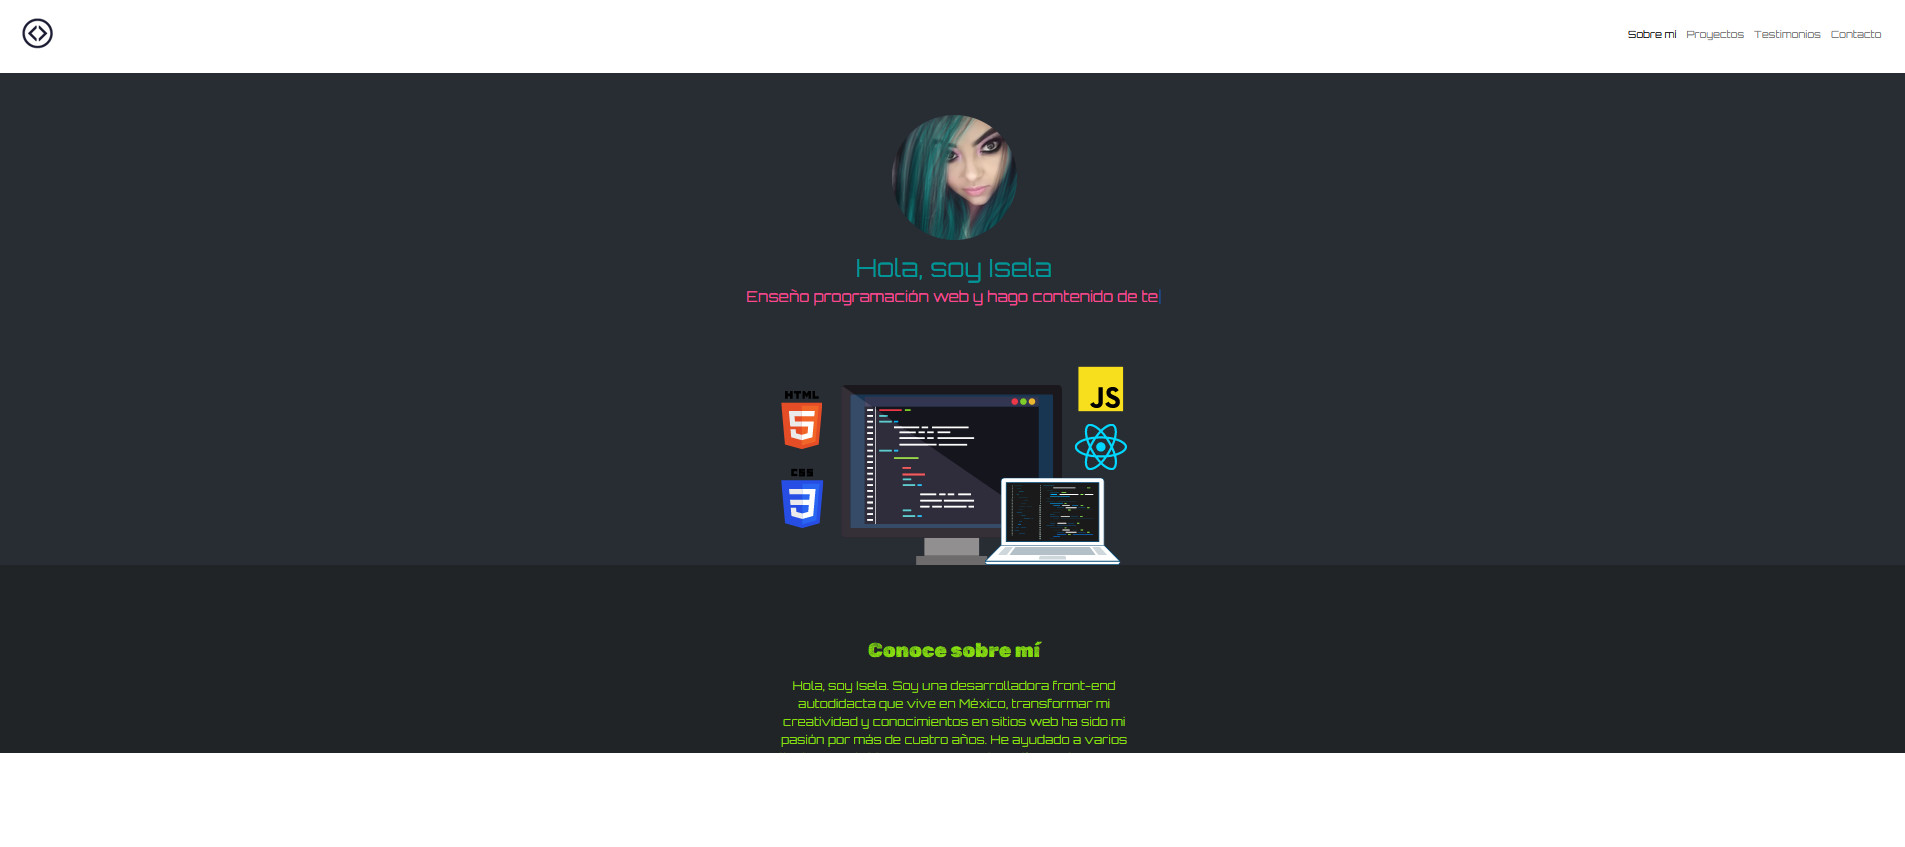 Sobre mí Proyectos Testimonios Contacto
Hola, soy Isela
Enseño programación web y hago contenido de te
HTML
5
JS
CSS
3
Conoce sobre mí
Hola, soy Isela. Soy una desarrolladora front-end
autodidacta que vive en México, transformar mi
creatividad y conocimientos en sitios web ha sido mi
pasión por más de cuatro años. He ayudado a varios